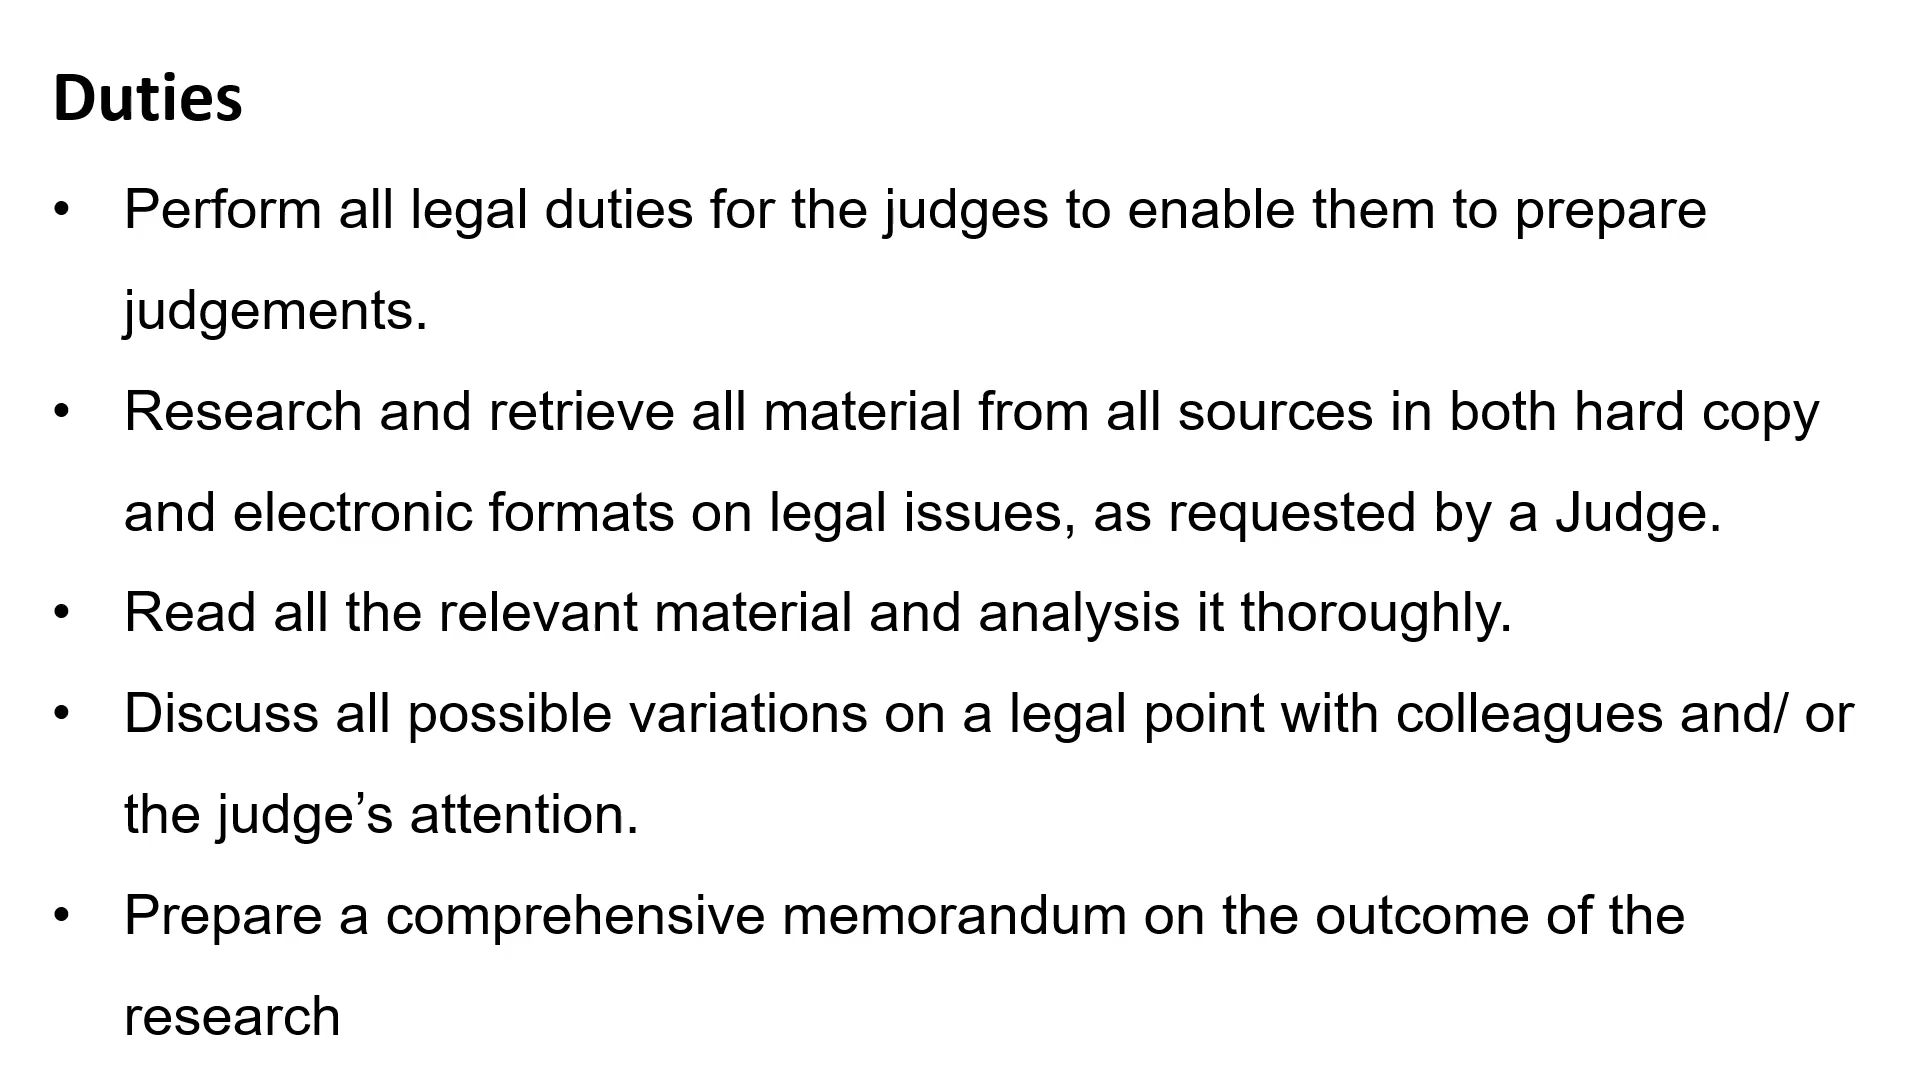 Duties
• Perform all legal duties for the judges to enable them to prepare
judgements.
• Research and retrieve all material from all sources in both hard copy
and electronic formats on legal issues, as requested by a Judge.
• Read all the relevant material and analysis it thoroughly.
• Discuss all possible variations on a legal point with colleagues and/ or
the judge’s attention.
• Prepare a comprehensive memorandum on the outcome of the
research